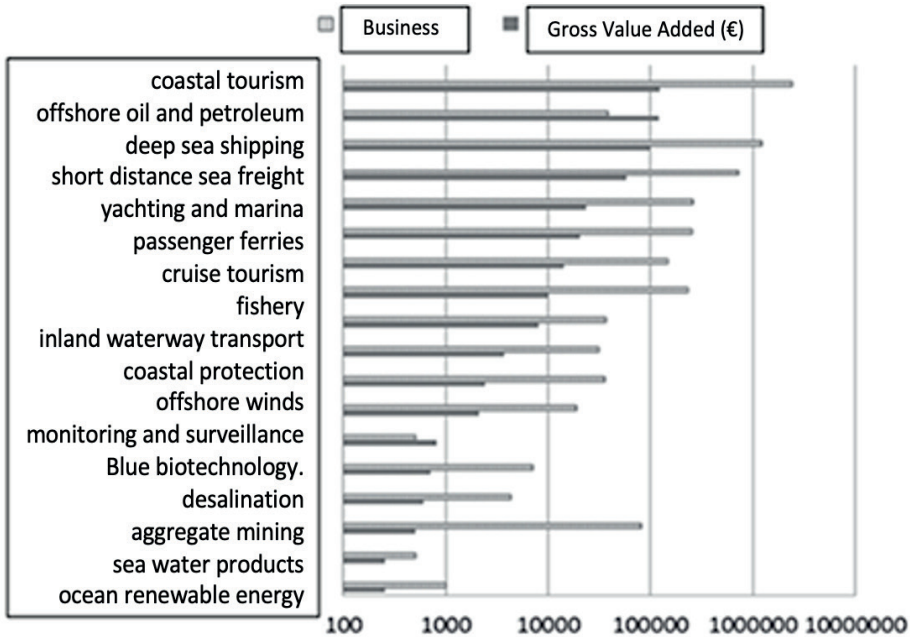 Business
Gross Value Added (€)
coastal tourism
offshore oil and petroleum
deep sea shipping
short distance sea freight
yachting and marina
passenger ferries
cruise tourism
fishery
inland waterway transport
coastal protection
offshore winds
monitoring and surveillance
Blue biotechnology.
desalination
aggregate mining
sea water products
ocean renewable energy
100 1000 10000 100000 1000000 10000000